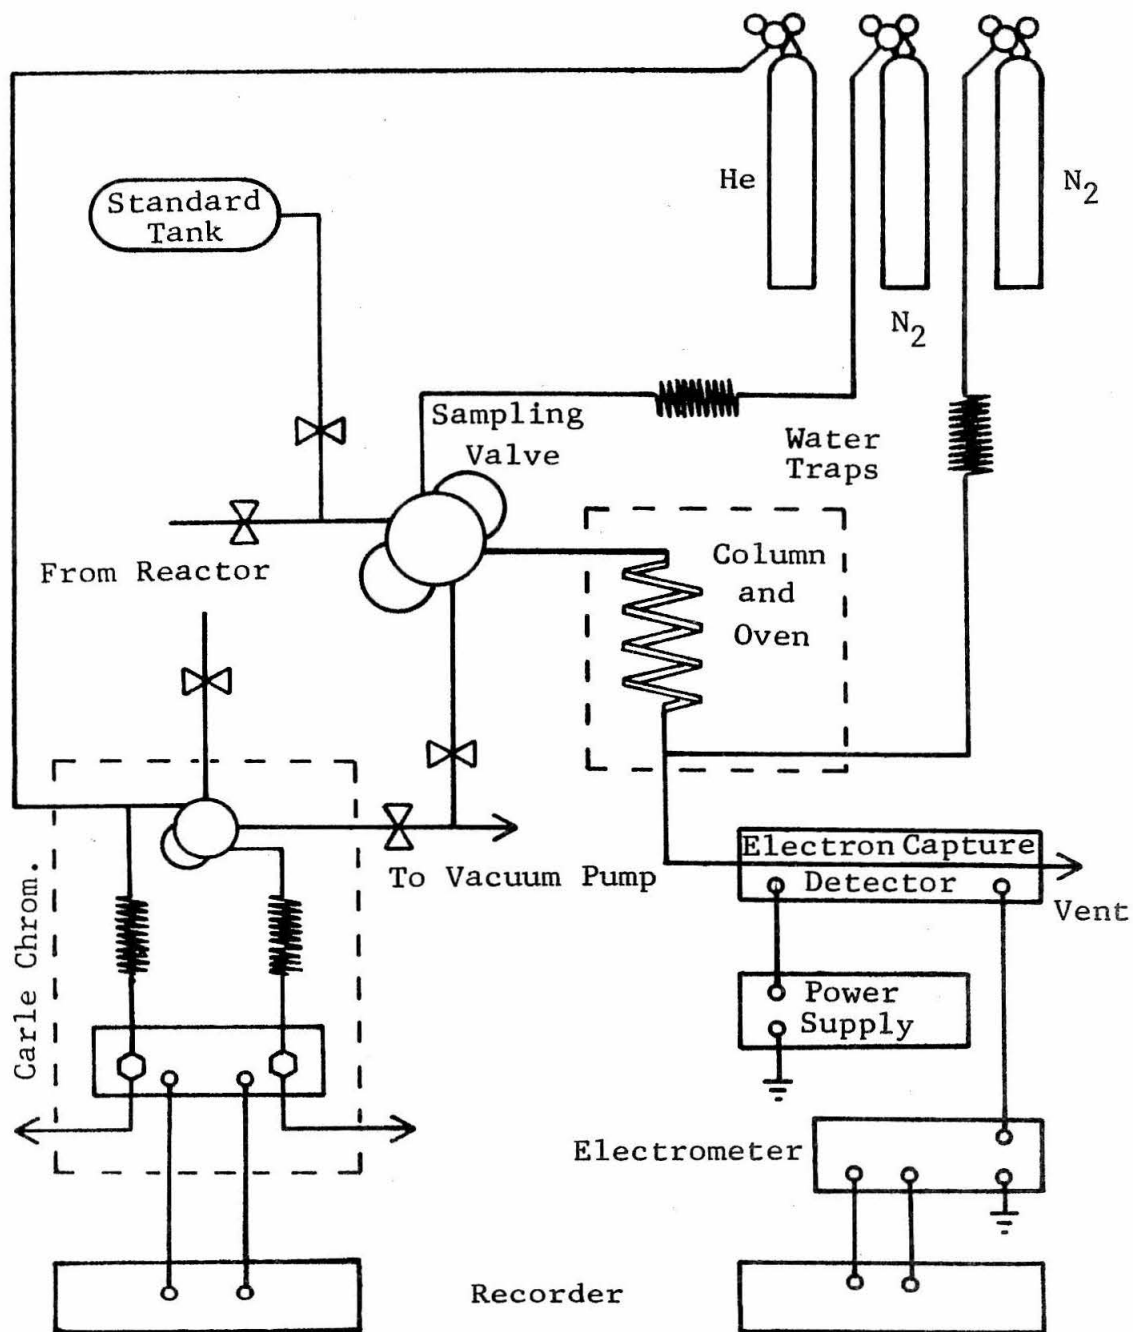 He
N2
N2
Standard
Tank
Sampling
Valve
Water
Traps
From Reactor
Column
and
Oven
To Vacuum Pump
Electron Capture
Detector
Vent
Carle Chrom.
Power
Supply
Electrometer
Recorder